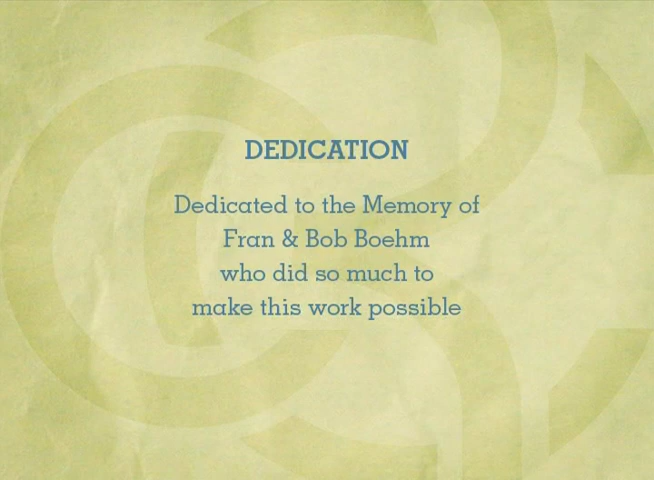 DEDICATION
Dedicated to the Memory of
Fran & Bob Boehm
who did so much to
make this work possible